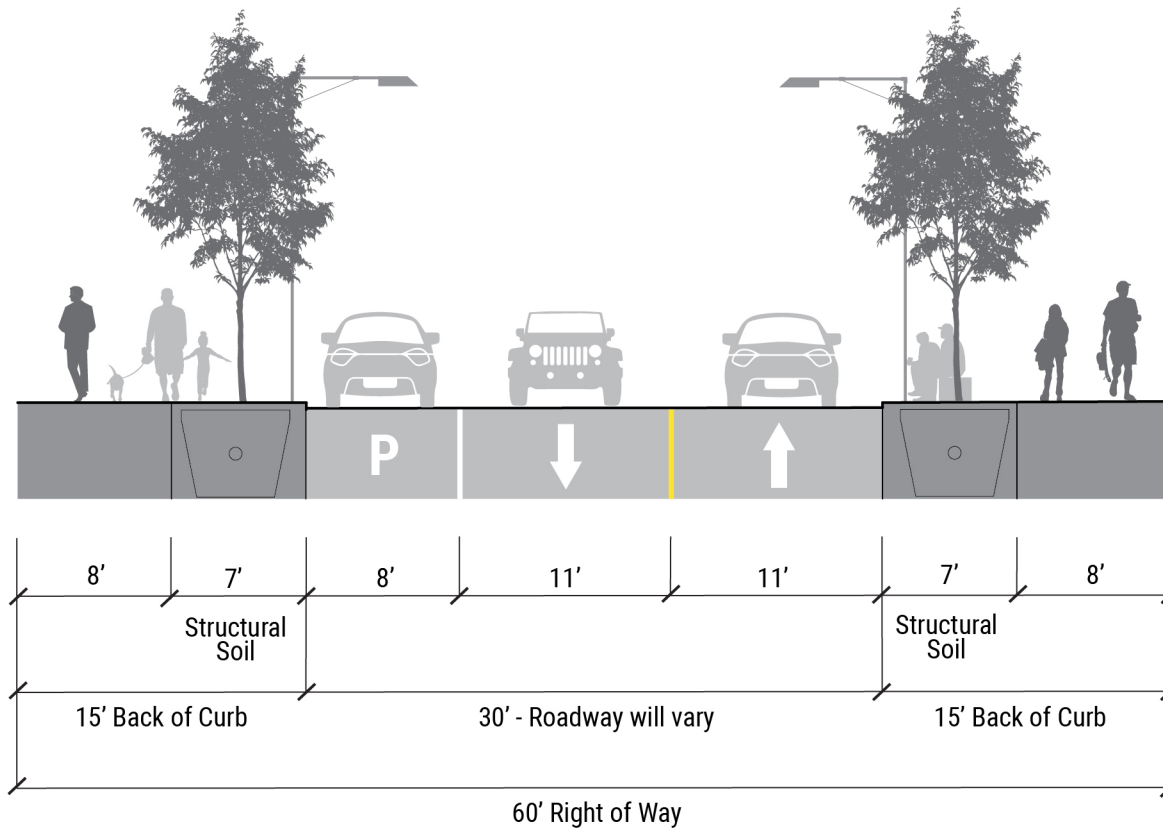 P
8’
7’
8’
11’
11’
7’
8’
Structural
Soil
Structural
Soil
15’ Back of Curb
30’ - Roadway will vary
15’ Back of Curb
60’ Right of Way